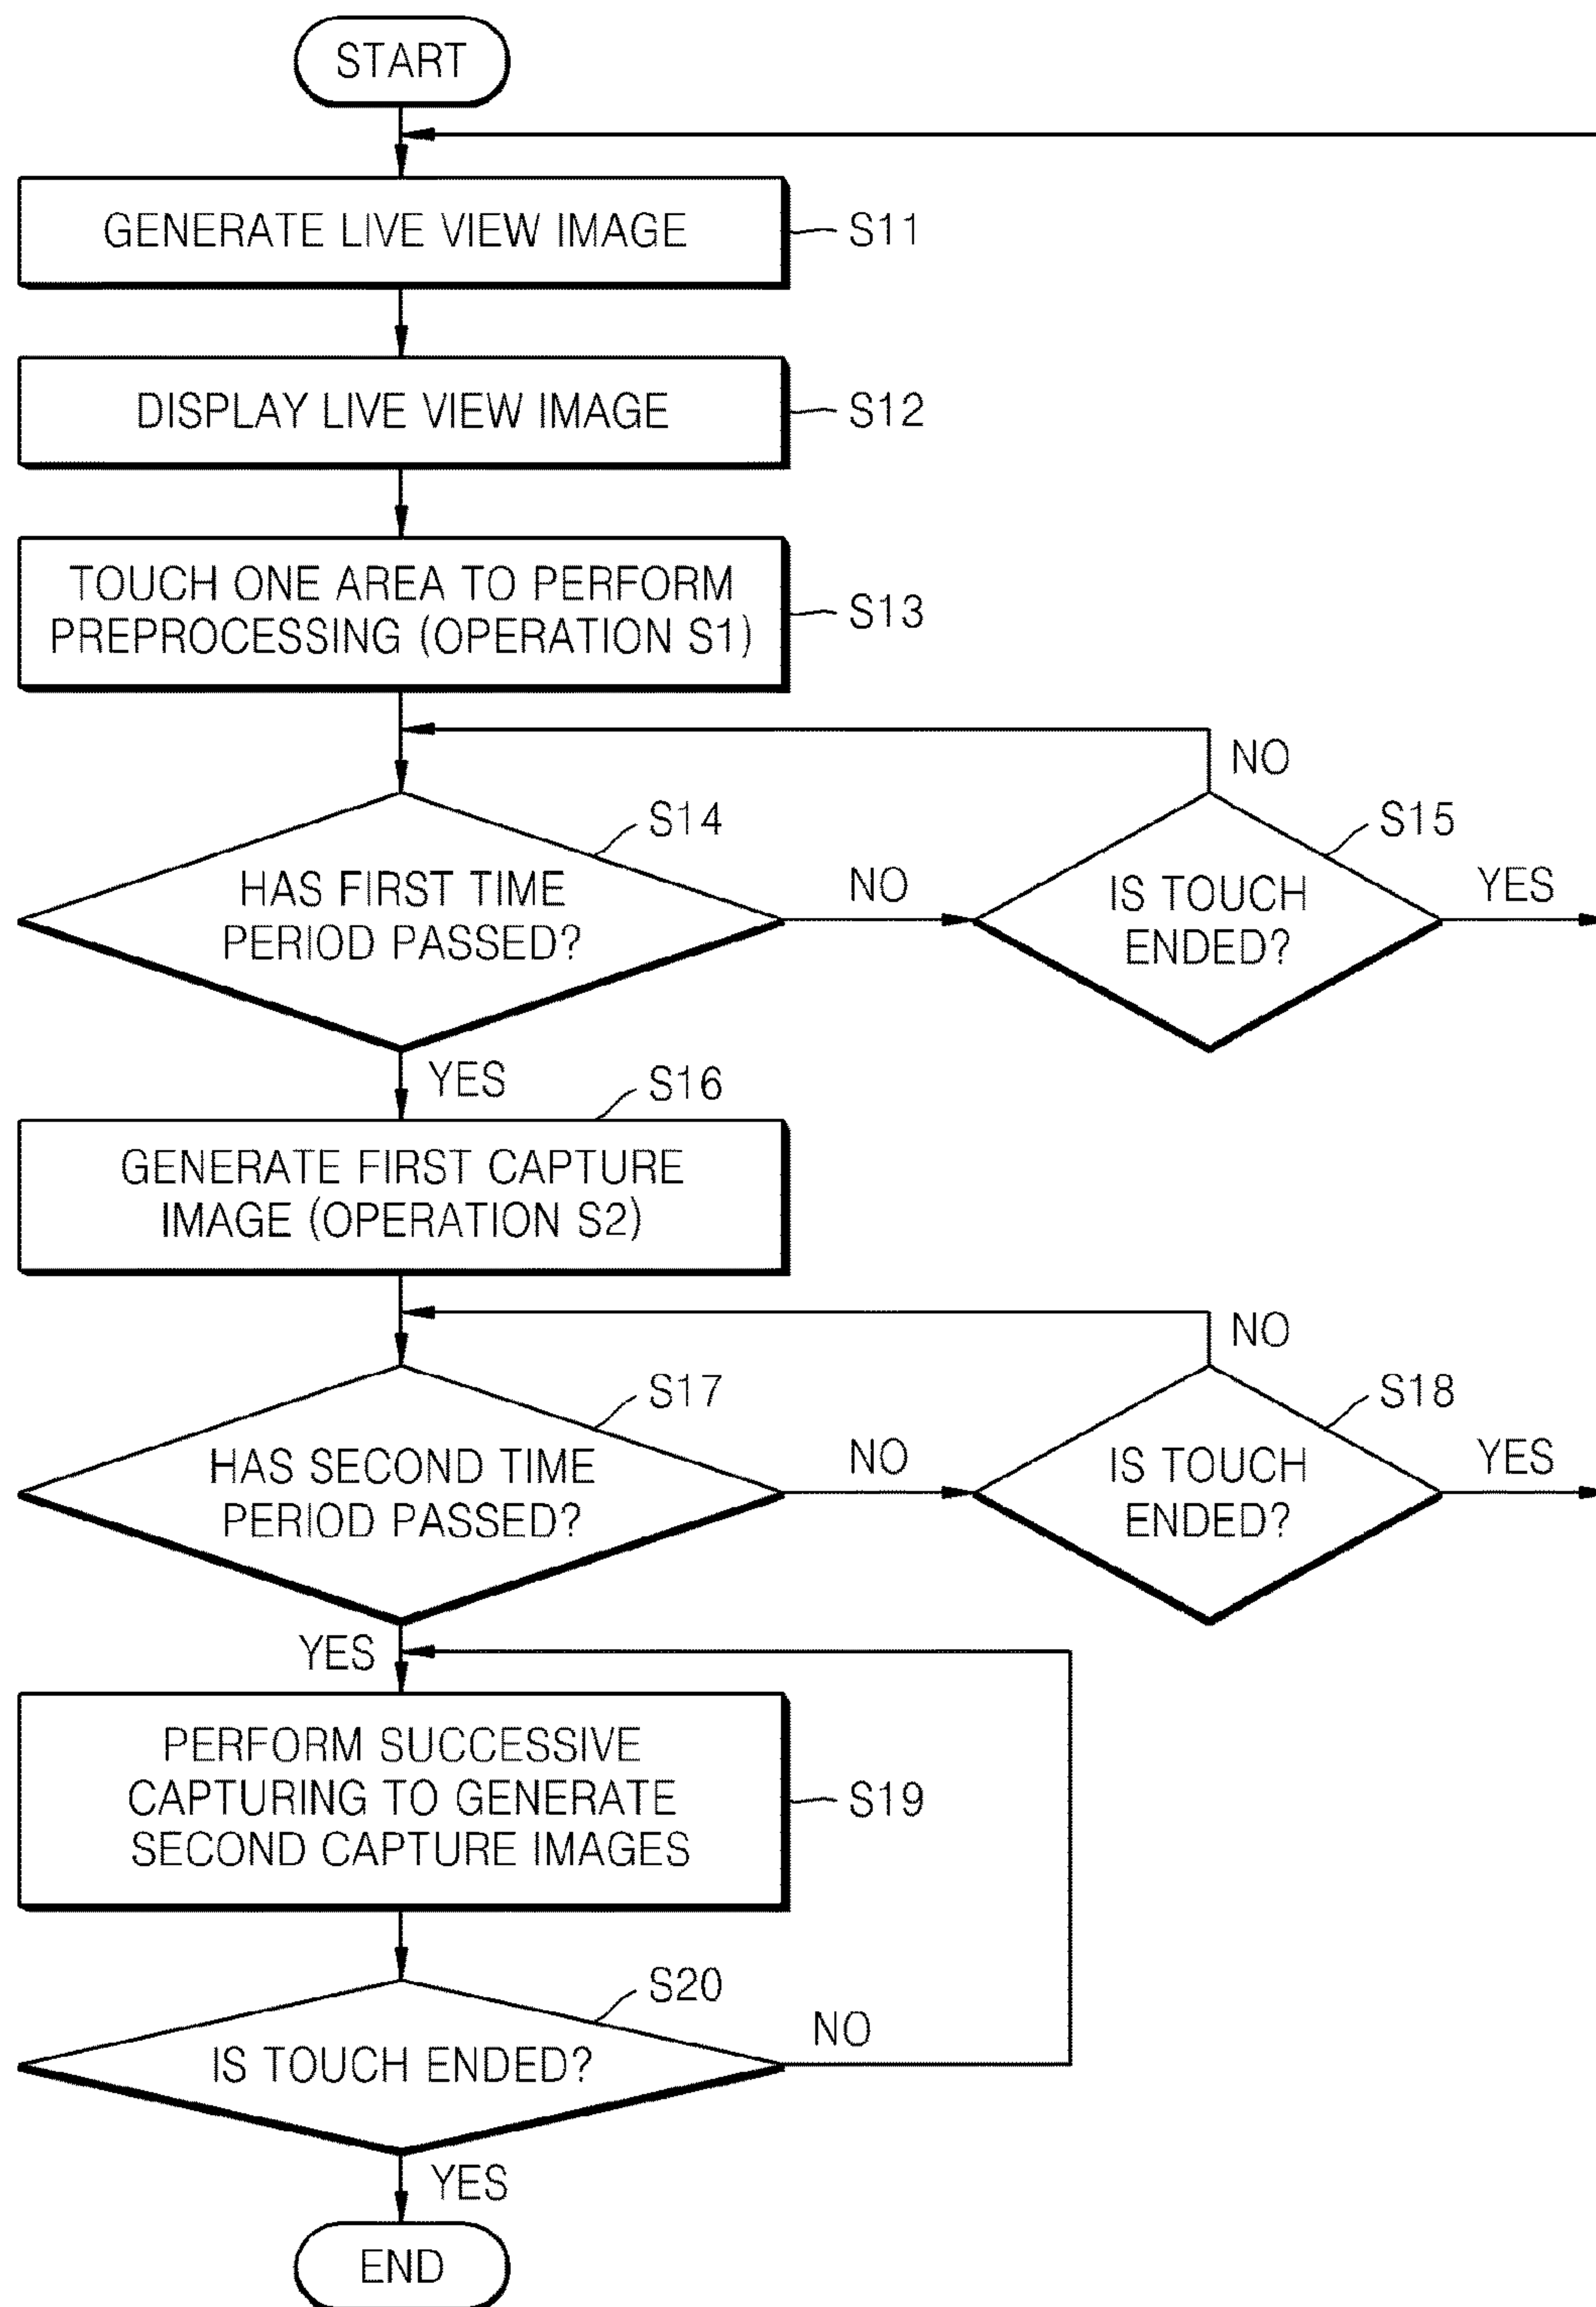 START
GENERATE LIVE VIEW IMAGE
S11
DISPLAY LIVE VIEW IMAGE
S12
TOUCH ONE AREA TO PERFORM
PREPROCESSING (OPERATION S1)
S13
NO
S14
HAS FIRST TIME
PERIOD PASSED?
NO
S15
IS TOUCH
ENDED?
YES
YES
S16
GENERATE FIRST CAPTURE
IMAGE (OPERATION S2)
NO
S17
HAS SECOND TIME
PERIOD PASSED?
NO
S18
IS TOUCH
ENDED?
YES
YES
PERFORM SUCCESSIVE
CAPTURING TO GENERATE
SECOND CAPTURE IMAGES
S19
S20
IS TOUCH ENDED?
NO
YES
END